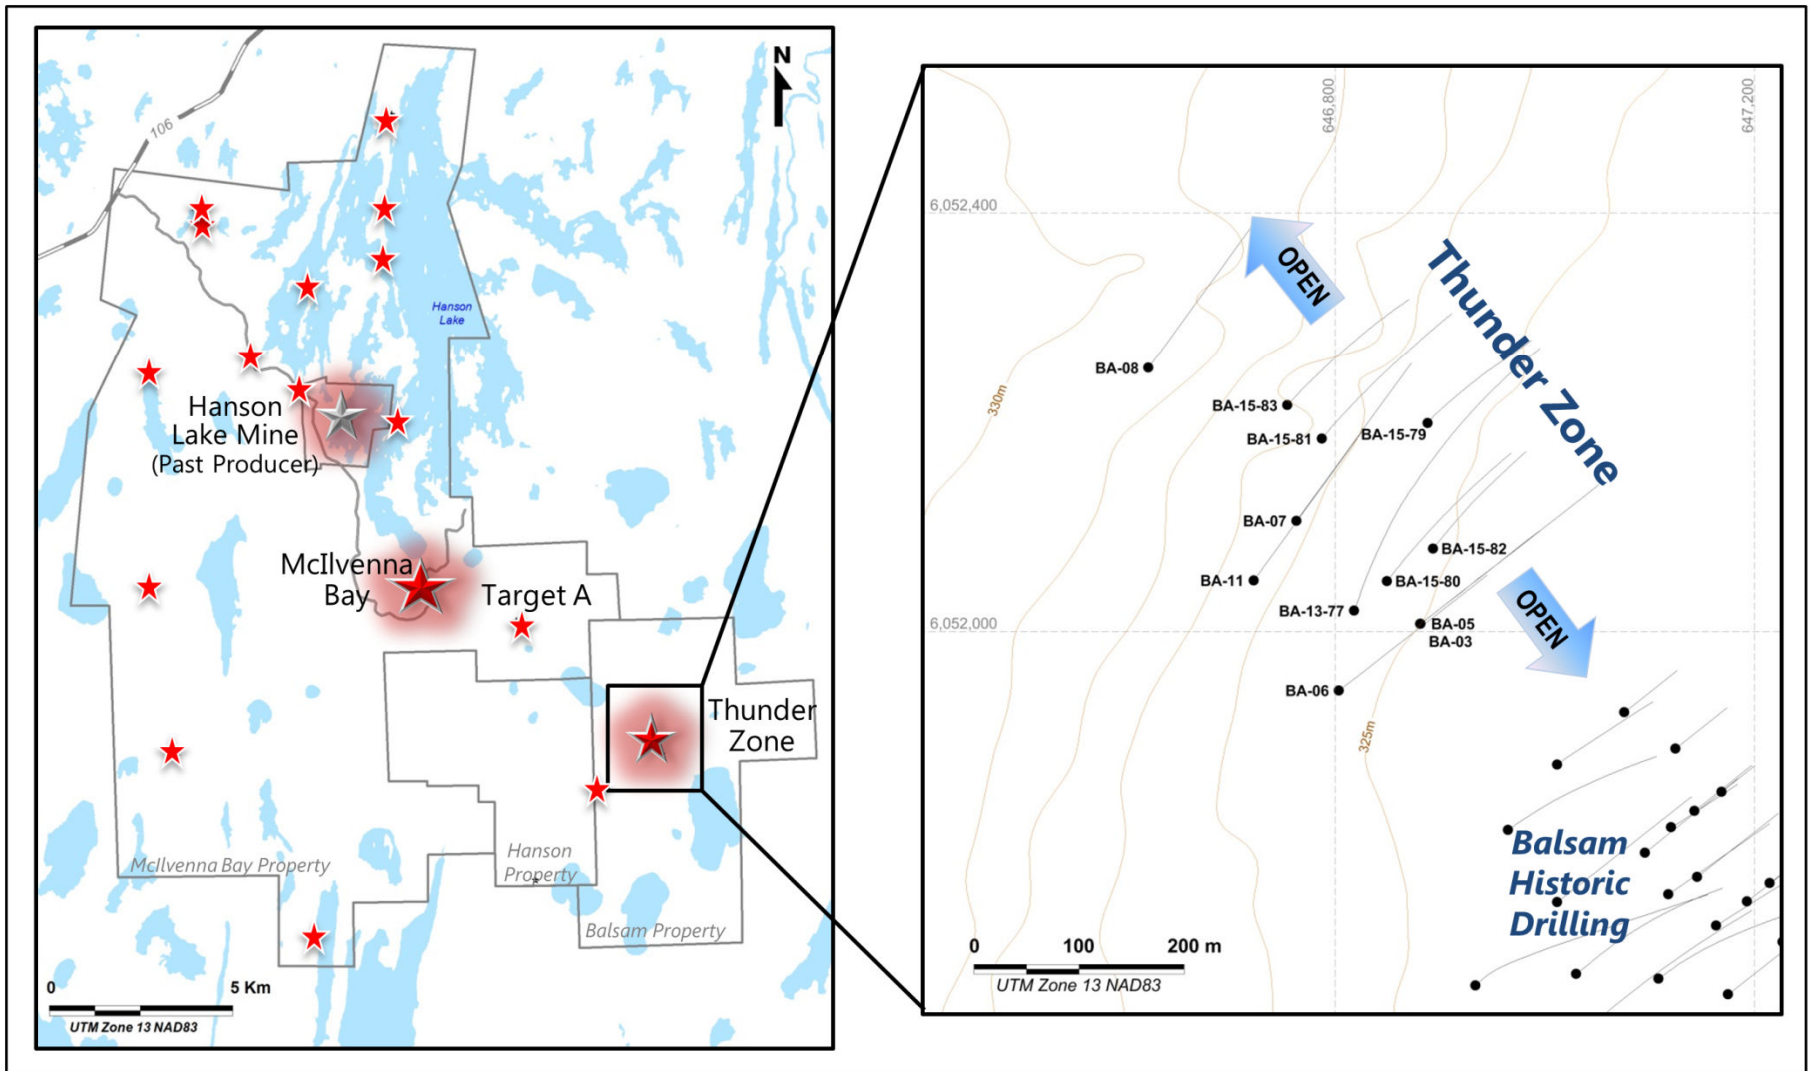 N
106
Hanson
Lake
Hanson
Lake Mine
(Past Producer)
McIlvenna
Bay
Target A
Thunder
Zone
McIlvenna Bay Property
Hanson
Property
*
Balsam Property
0 5 Km
UTM Zone 13 NAD83
646,800
647,200
6,052,400
OPEN
Thunder Zone
BA-08
330m
BA-15-83
BA-15-81
BA-15-79
BA-07
BA-15-82
BA-11
BA-15-80
BA-13-77
6,052,000
BA-05
BA-03
OPEN
BA-06
325m
Balsam
Historic
Drilling
0 100 200 m
UTM Zone 13 NAD83